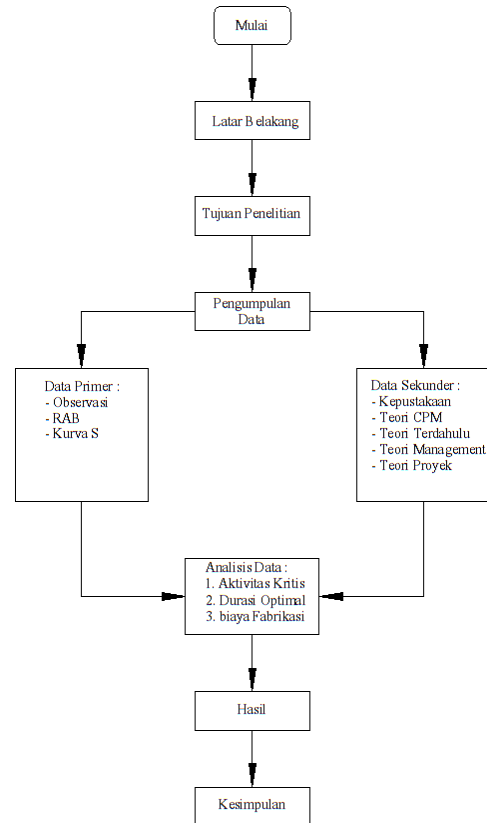 Mulai
Latar Belakang
Tujuan Penelitian
Pengumpulan
Data
Data Primer :
- Observasi
- RAB
- Kurva S
Data Sekunder :
- Kepustakaan
- Teori CPM
- Teori Terdahulu
- Teori Management
- Teori Proyek
Analisis Data :
1. Aktivitas Kritis
2. Durasi Optimal
3. biaya Fabrikasi
Hasil
Kesimpulan